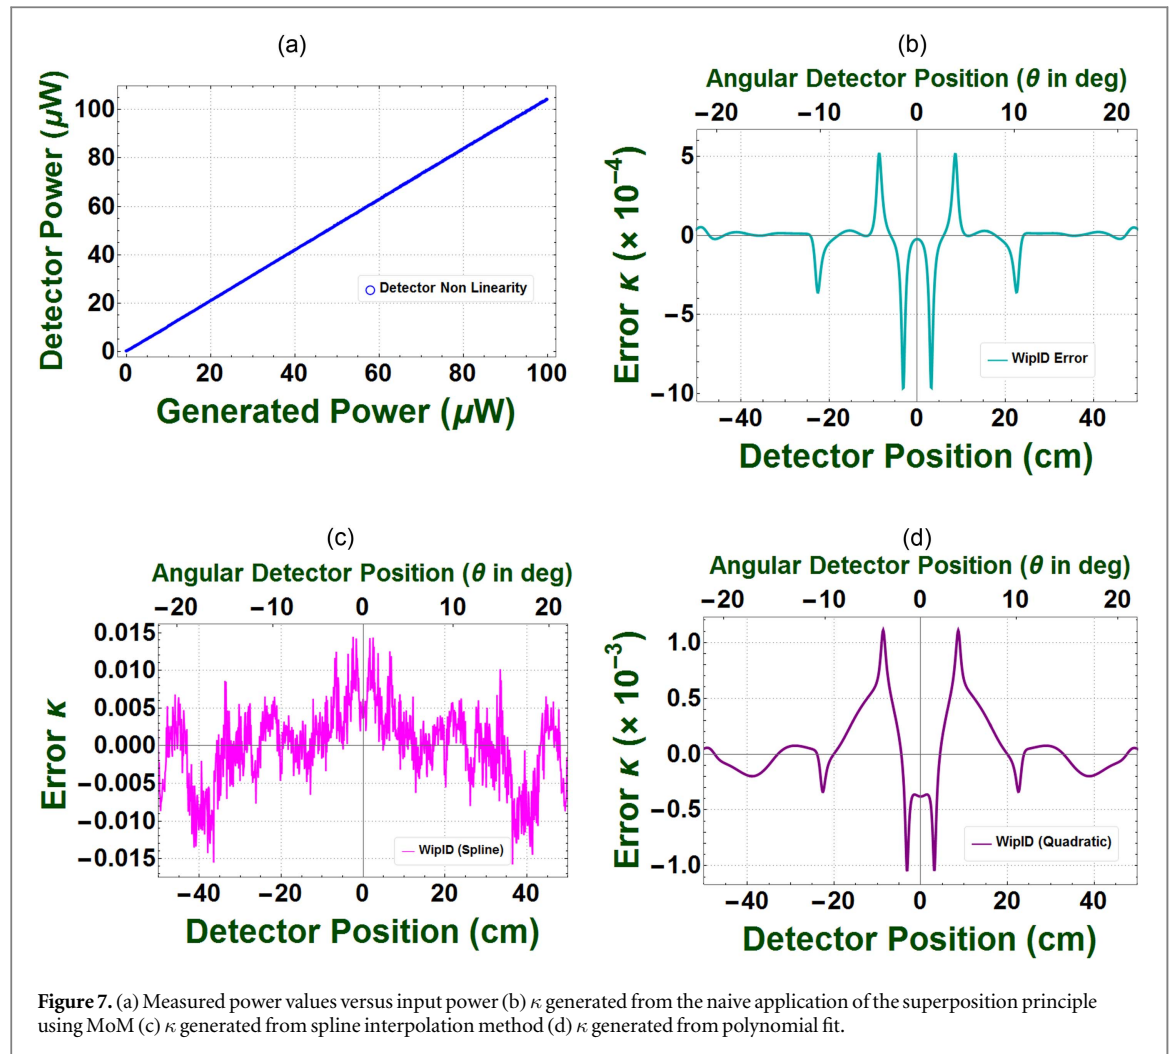 (a)
Detector Power (μW)
100
80
60
40
20
0
Detector Non Linearity
0 20 40 60 80 100
Generated Power (μW)
(b)
Angular Detector Position (θ in deg)
−20 −10 0 10 20
Error κ (× 10⁻⁴)
5
0
−5
−10
WipID Error
−40 −20 0 20 40
Detector Position (cm)
(c)
Angular Detector Position (θ in deg)
−20 −10 0 10 20
Error κ
0.015
0.010
0.005
0.000
−0.005
−0.010
−0.015
WipID (Spline)
−40 −20 0 20 40
Detector Position (cm)
(d)
Angular Detector Position (θ in deg)
−20 −10 0 10 20
Error κ (× 10⁻³)
1.0
0.5
0.0
−0.5
−1.0
WipID (Quadratic)
−40 −20 0 20 40
Detector Position (cm)
Figure 7. (a) Measured power values versus input power (b) κ generated from the naive application of the superposition principle
using MoM (c) κ generated from spline interpolation method (d) κ generated from polynomial fit.